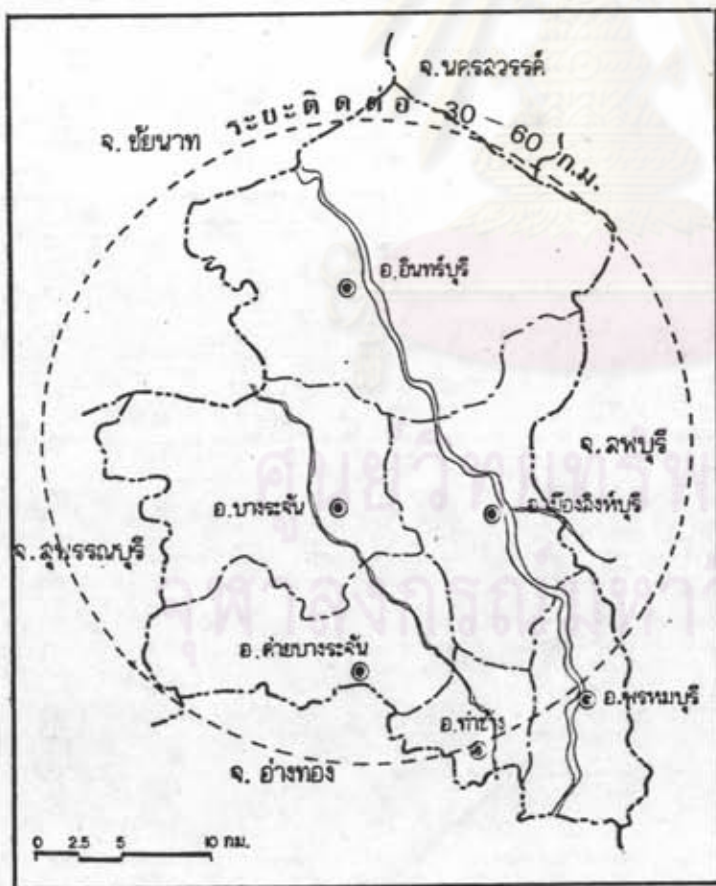 จ.นครสวรรค์
ระยะติดต่อ 30 - 60 ก.ม.
จ. ชัยนาท
อ.อินทร์บุรี
จ.ลพบุรี
อ.บางระจัน
อ.เมืองสิงห์บุรี
จ.สุพรรณบุรี
อ.ค่ายบางระจัน
อ.พรหมบุรี
อ.ท่าช้าง
จ. อ่างทอง
0 2.5 5 10 กม.